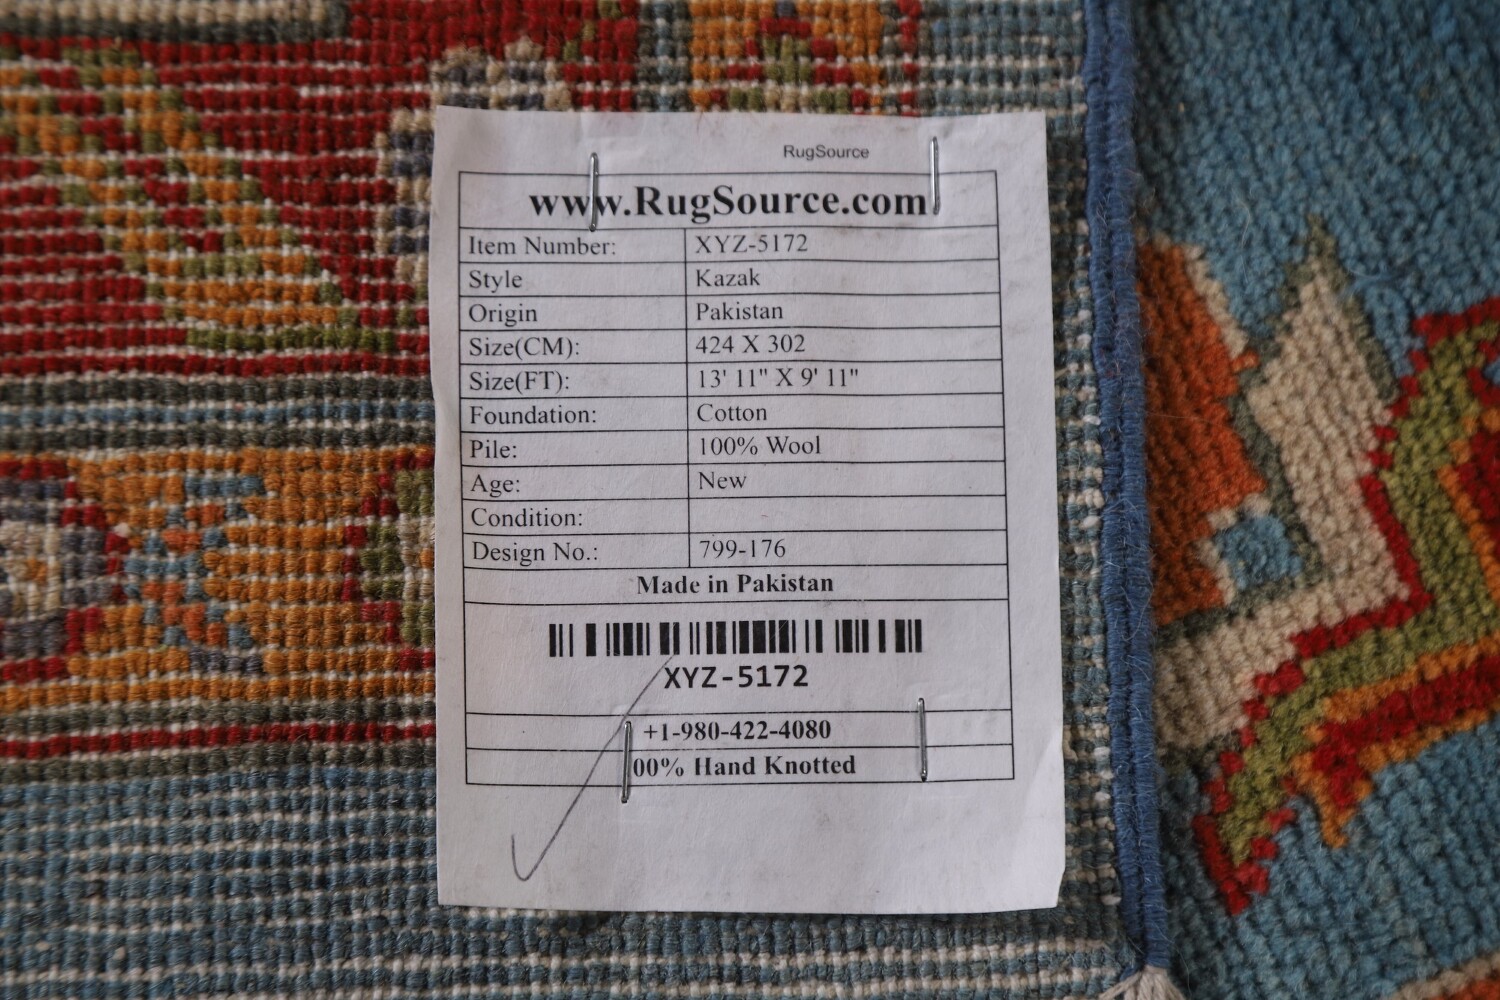 RugSource
www.RugSource.com
Item Number: XYZ-5172
Style Kazak
Origin Pakistan
Size(CM): 424 X 302
Size(FT): 13' 11" X 9' 11"
Foundation: Cotton
Pile: 100% Wool
Age: New
Condition:
Design No.: 799-176
Made in Pakistan
XYZ-5172
+1-980-422-4080
00% Hand Knotted